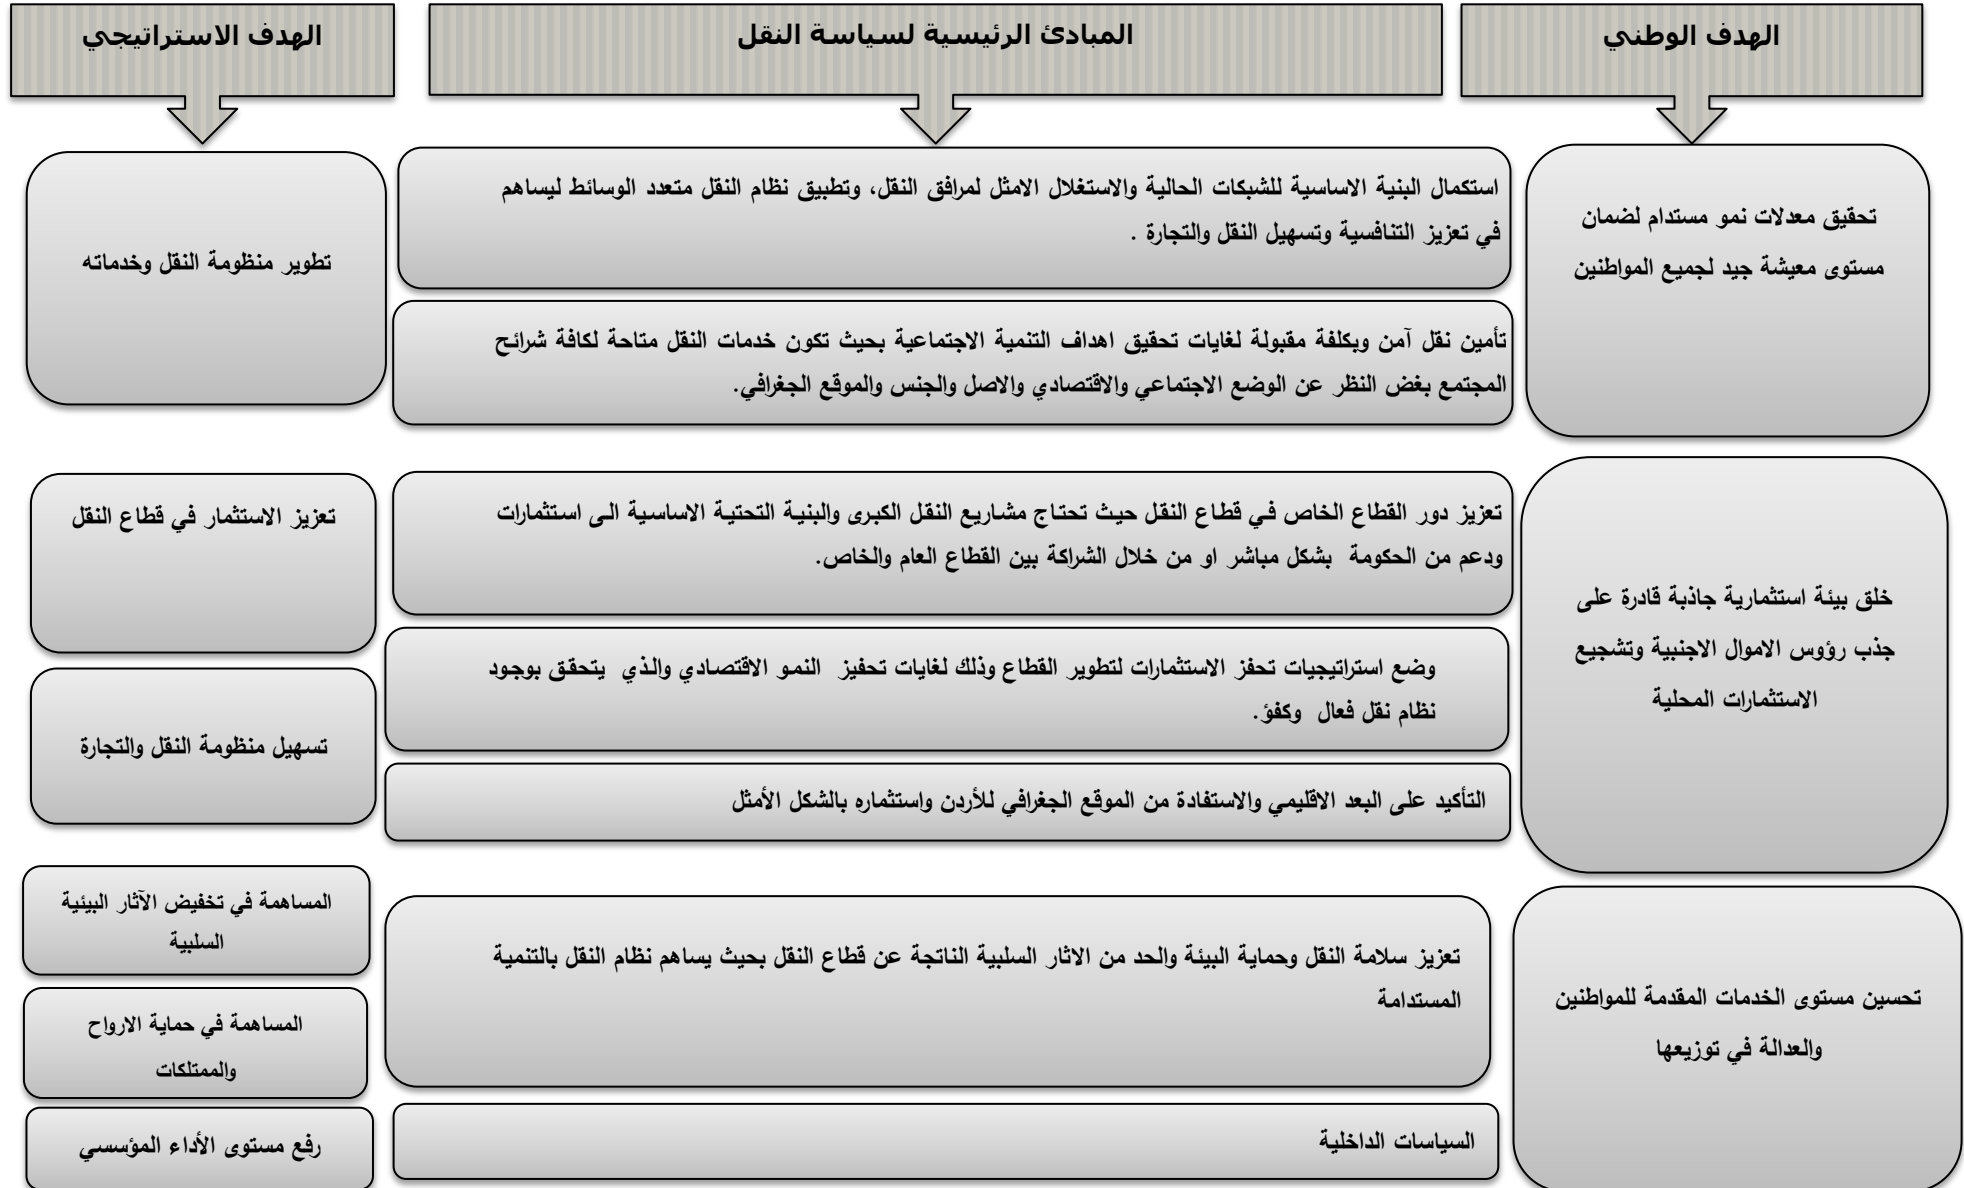 الهدف الوطني
المبادئ الرئيسية لسياسة النقل
الهدف الاستراتيجي
تحقيق معدلات نمو مستدام لضمان
مستوى معيشة جيد لجميع المواطنين
استكمال البنية الاساسية للشبكات الحالية والاستغلال الامثل لمرافق النقل، وتطبيق نظام النقل متعدد الوسائط ليساهم
في تعزيز التنافسية وتسهيل النقل والتجارة .
تأمين نقل آمن وبكلفة مقبولة لغايات تحقيق اهداف التنمية الاجتماعية بحيث تكون خدمات النقل متاحة لكافة شرائح
المجتمع بغض النظر عن الوضع الاجتماعي والاقتصادي والاصل والجنس والموقع الجغرافي.
تطوير منظومة النقل وخدماته
خلق بيئة استثمارية جاذبة قادرة على
جذب رؤوس الاموال الاجنبية وتشجيع
الاستثمارات المحلية
تعزيز دور القطاع الخاص في قطاع النقل حيث تحتاج مشاريع النقل الكبرى والبنية التحتية الاساسية الى استثمارات
ودعم من الحكومة بشكل مباشر او من خلال الشراكة بين القطاع العام والخاص.
وضع استراتيجيات تحفز الاستثمارات لتطوير القطاع وذلك لغايات تحفيز النمو الاقتصادي والذي يتحقق بوجود
نظام نقل فعال وكفؤ.
التأكيد على البعد الاقليمي والاستفادة من الموقع الجغرافي للأردن واستثماره بالشكل الأمثل
تعزيز الاستثمار في قطاع النقل
تسهيل منظومة النقل والتجارة
تحسين مستوى الخدمات المقدمة للمواطنين
والعدالة في توزيعها
تعزيز سلامة النقل وحماية البيئة والحد من الاثار السلبية الناتجة عن قطاع النقل بحيث يساهم نظام النقل بالتنمية
المستدامة
السياسات الداخلية
المساهمة في تخفيض الآثار البيئية
السلبية
المساهمة في حماية الارواح
والممتلكات
رفع مستوى الأداء المؤسسي